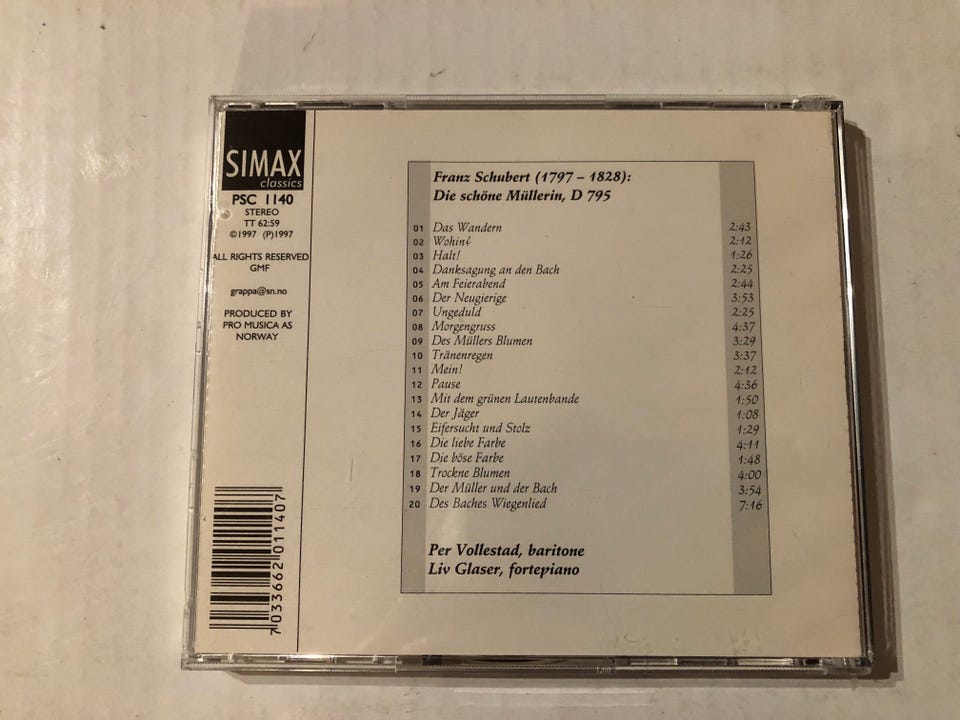 SIMAX
classics
PSC 1140
STEREO
TT 62:59
©1997 (P)1997
ALL RIGHTS RESERVED
GMF
grappa@sn.no
PRODUCED BY
PRO MUSICA AS
NORWAY
7 033662 011407
Franz Schubert (1797 – 1828):
Die schöne Müllerin, D 795
01 Das Wandern 2:43
02 Wohin? 2:12
03 Halt! 1:26
04 Danksagung an den Bach 2:25
05 Am Feierabend 2:44
06 Der Neugierige 3:53
07 Ungeduld 2:25
08 Morgengruss 4:37
09 Des Müllers Blumen 3:29
10 Tränenregen 3:37
11 Mein! 2:12
12 Pause 4:36
13 Mit dem grünen Lautenbande 1:50
14 Der Jäger 1:08
15 Eifersucht und Stolz 1:29
16 Die liebe Farbe 4:11
17 Die böse Farbe 1:48
18 Trockne Blumen 4:00
19 Der Müller und der Bach 3:54
20 Des Baches Wiegenlied 7:16
Per Vollestad, baritone
Liv Glaser, fortepiano